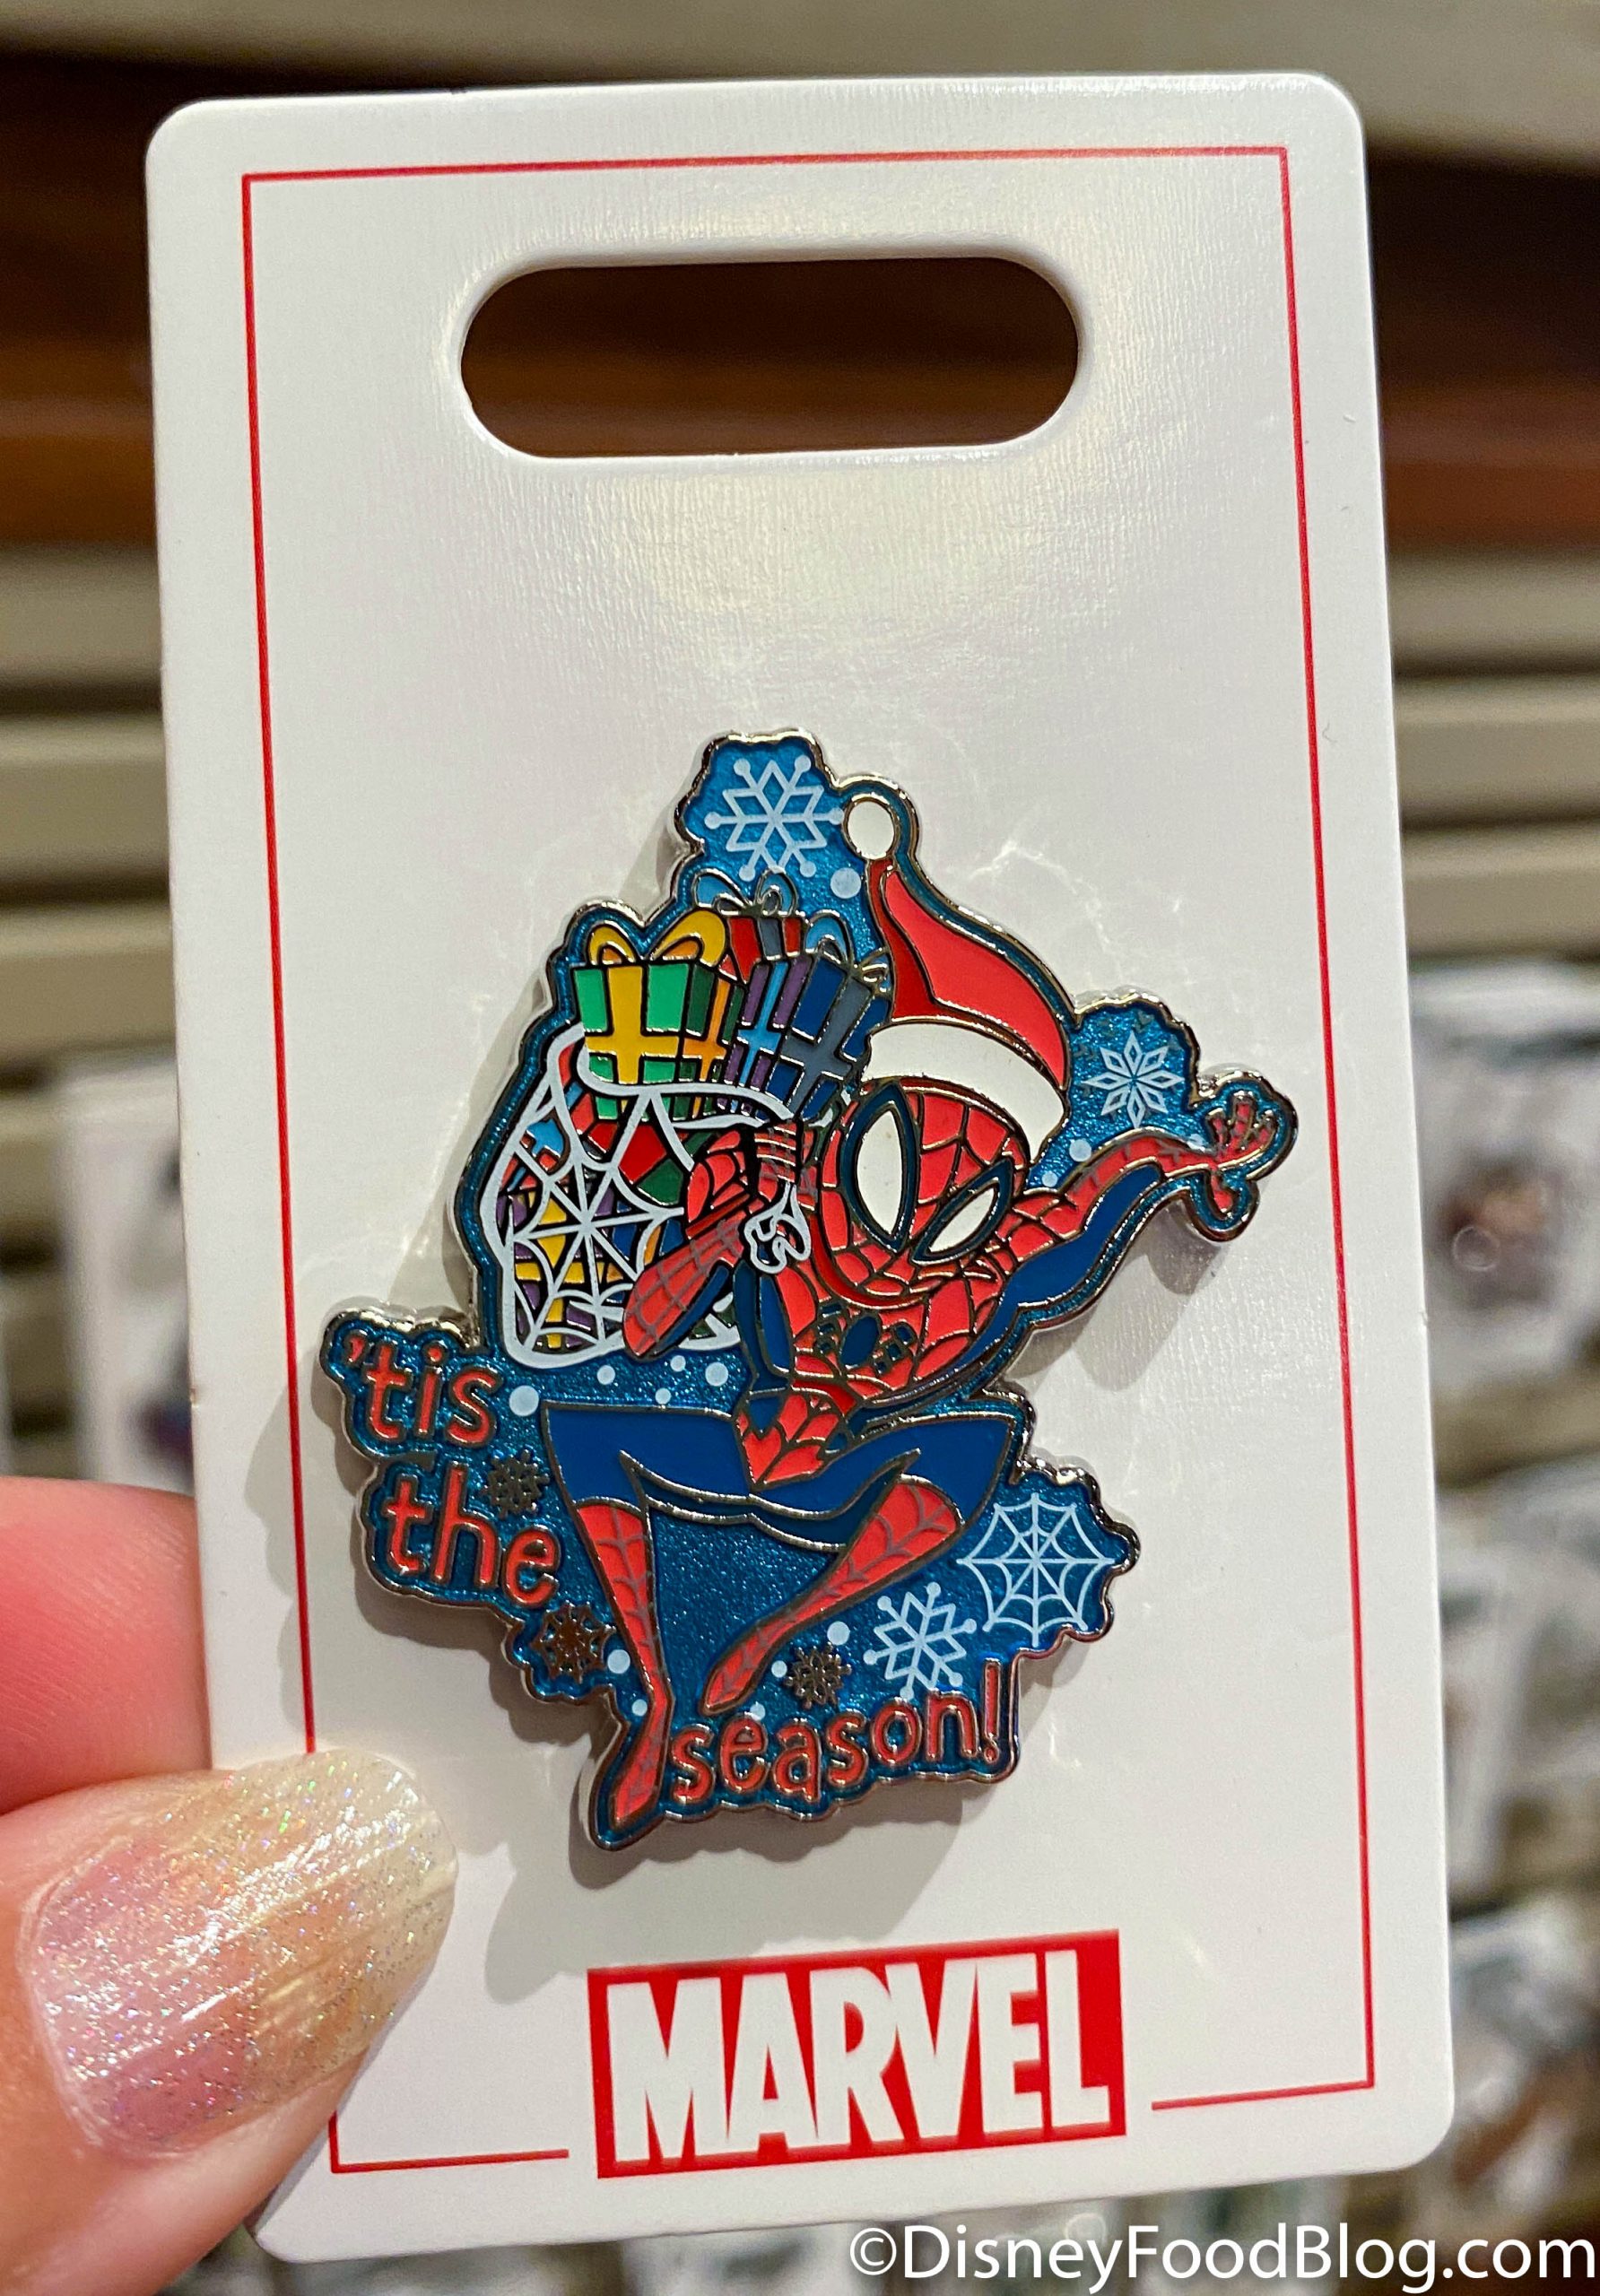 'tis
the
season!
MARVEL
©DisneyFoodBlog.com